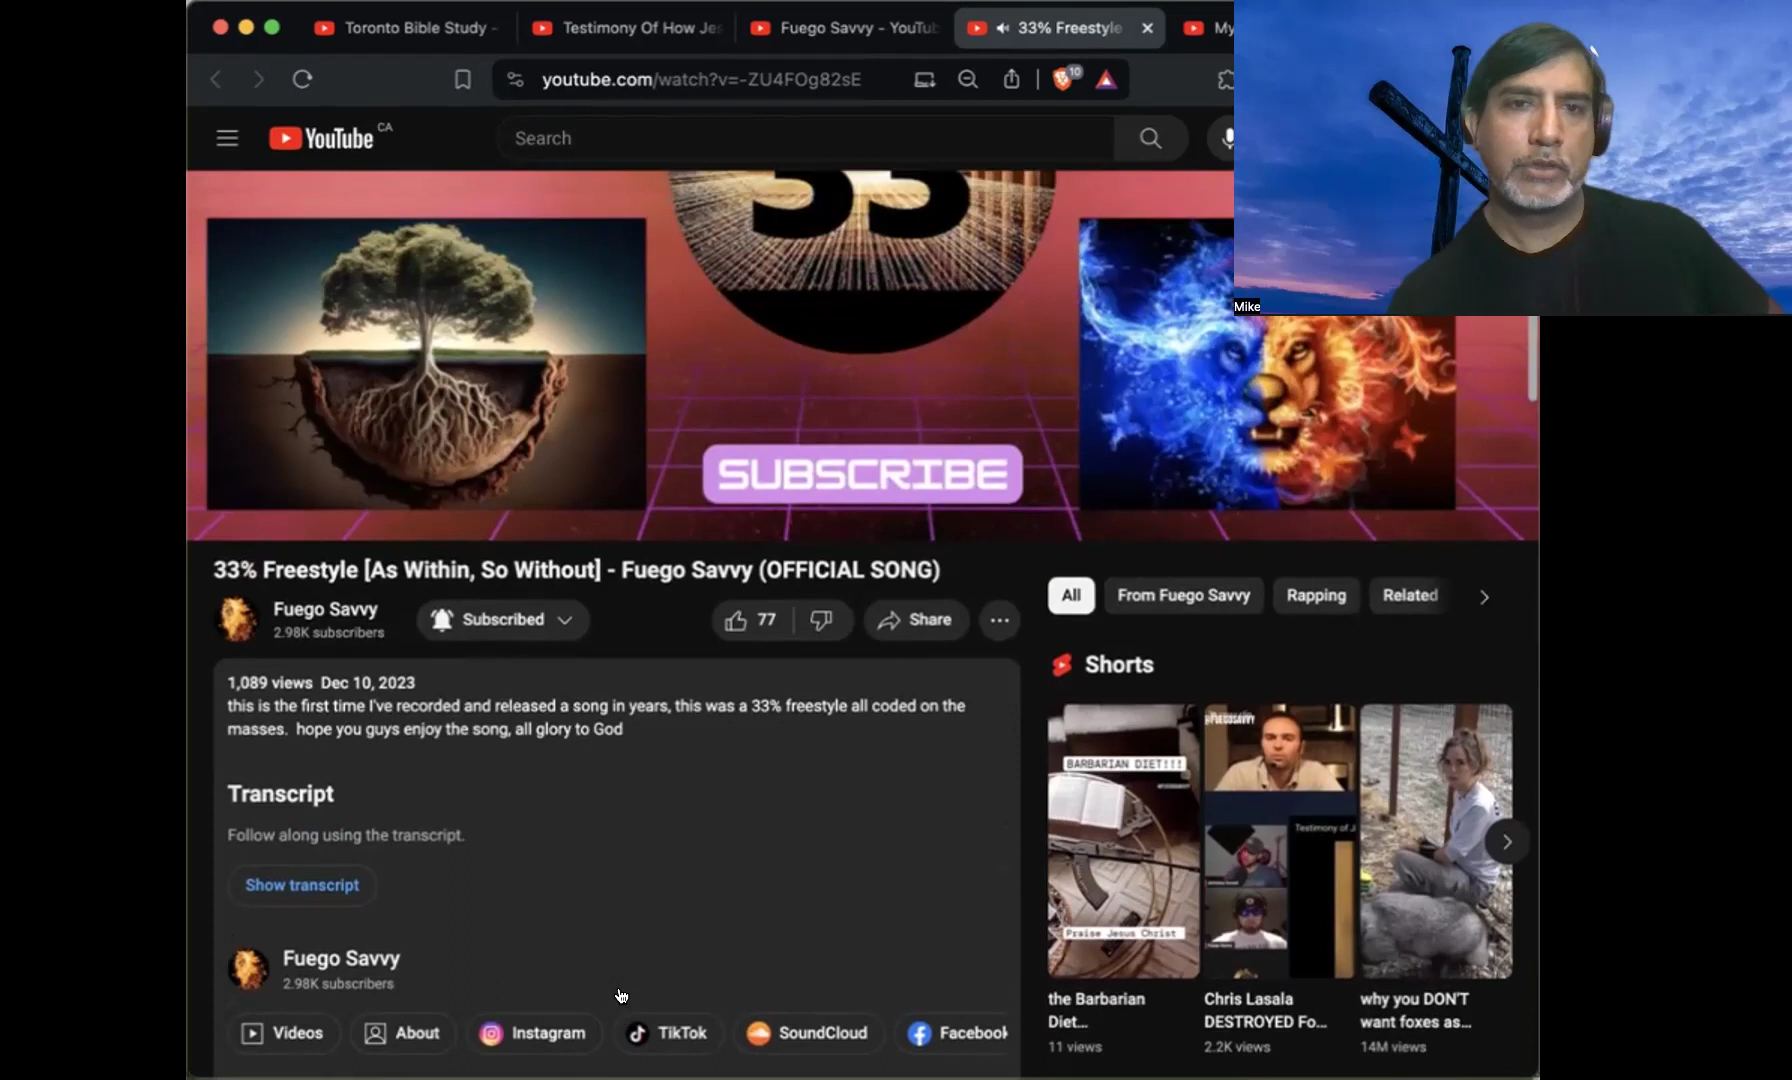 Toronto Bible Study -
Testimony Of How Jes
Fuego Savvy - YouTub
33% Freestyle
My
youtube.com/watch?v=-ZU4FOg82sE
10
YouTube CA
Search
33
Mike
SUBSCRIBE
33% Freestyle [As Within, So Without] - Fuego Savvy (OFFICIAL SONG)
Fuego Savvy
2.98K subscribers
Subscribed
77
Share
All
From Fuego Savvy
Rapping
Related
1,089 views Dec 10, 2023
this is the first time I've recorded and released a song in years, this was a 33% freestyle all coded on the
masses. hope you guys enjoy the song, all glory to God
Transcript
Follow along using the transcript.
Show transcript
Fuego Savvy
2.98K subscribers
Videos
About
Instagram
TikTok
SoundCloud
Facebook
Shorts
BARBARIAN DIET!!!
Praise Jesus Christ
@FUEGOSAVVY
Testimony of J
the Barbarian
Diet...
11 views
Chris Lasala
DESTROYED Fo...
2.2K views
why you DON'T
want foxes as...
14M views